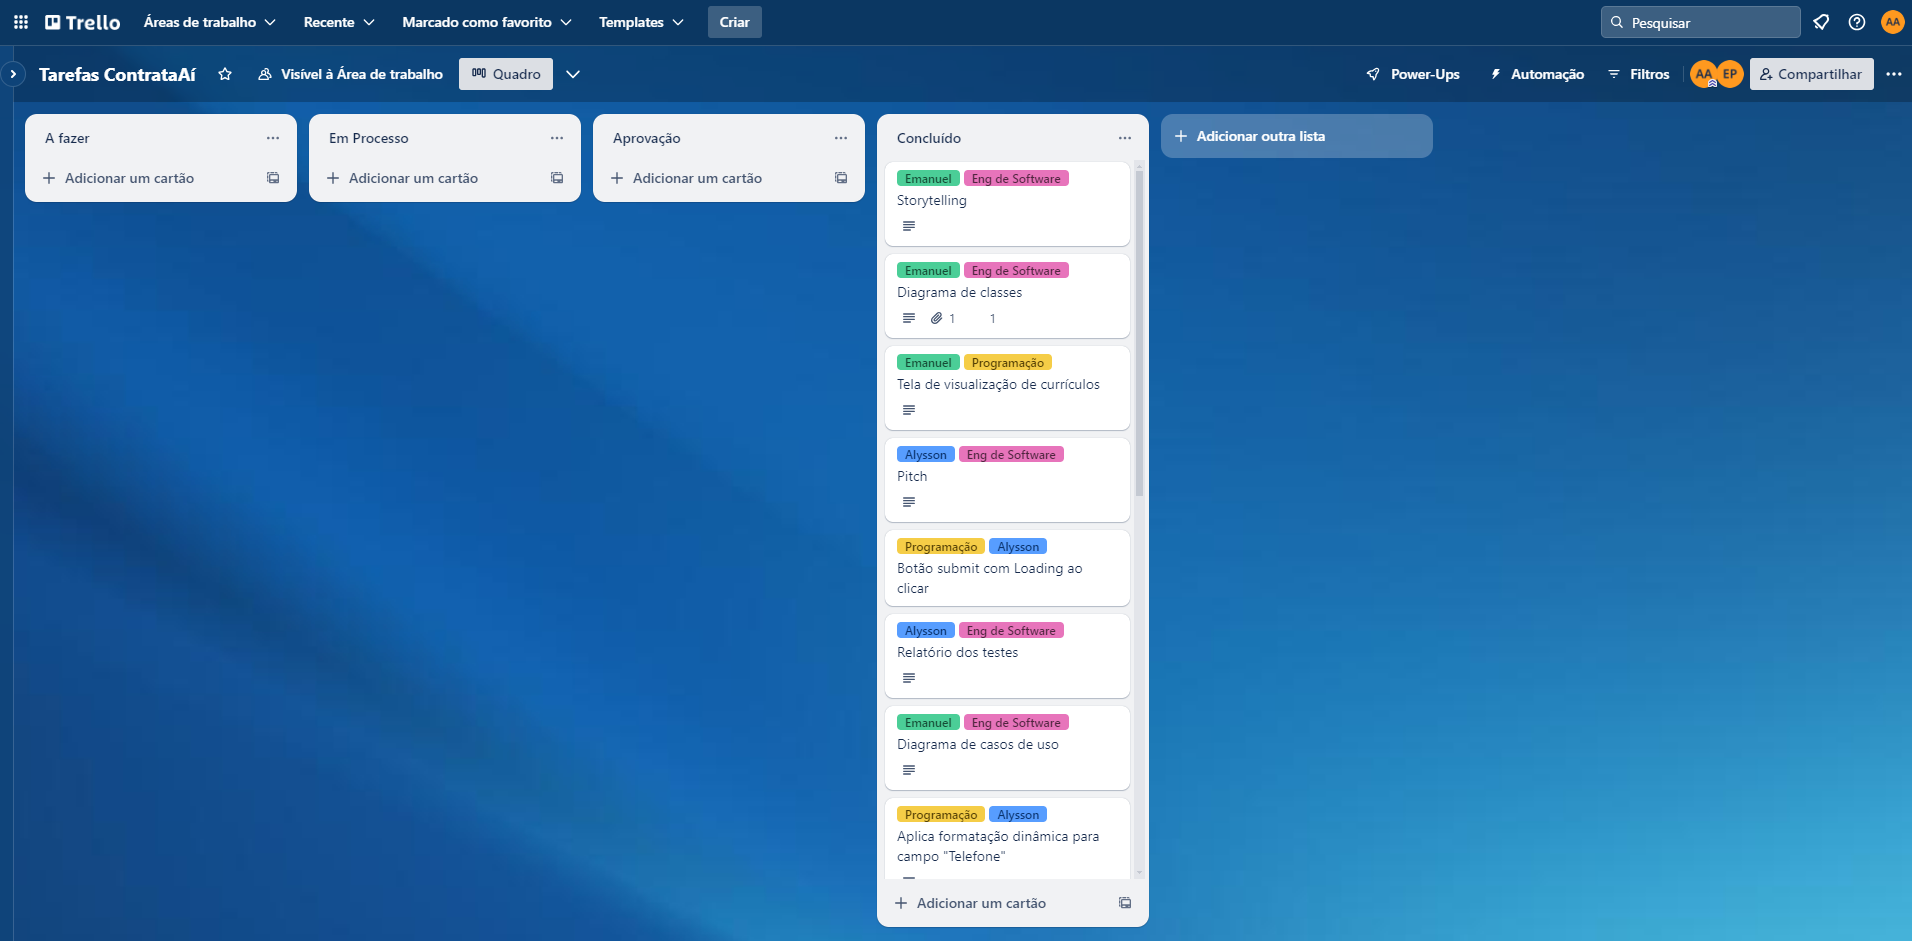 Trello
Áreas de trabalho
Recente
Marcado como favorito
Templates
Criar
Pesquisar
AA
Tarefas ContrataAí
Visível à Área de trabalho
Quadro
Power-Ups
Automação
Filtros
AA
EP
Compartilhar
A fazer
Adicionar um cartão
Em Processo
Adicionar um cartão
Aprovação
Adicionar um cartão
Concluído
Emanuel Eng de Software
Storytelling
Emanuel Eng de Software
Diagrama de classes
1 1
Emanuel Programação
Tela de visualização de currículos
Alysson Eng de Software
Pitch
Programação Alysson
Botão submit com Loading ao
clicar
Alysson Eng de Software
Relatório dos testes
Emanuel Eng de Software
Diagrama de casos de uso
Programação Alysson
Aplica formatação dinâmica para
campo "Telefone"
Adicionar um cartão
Adicionar outra lista